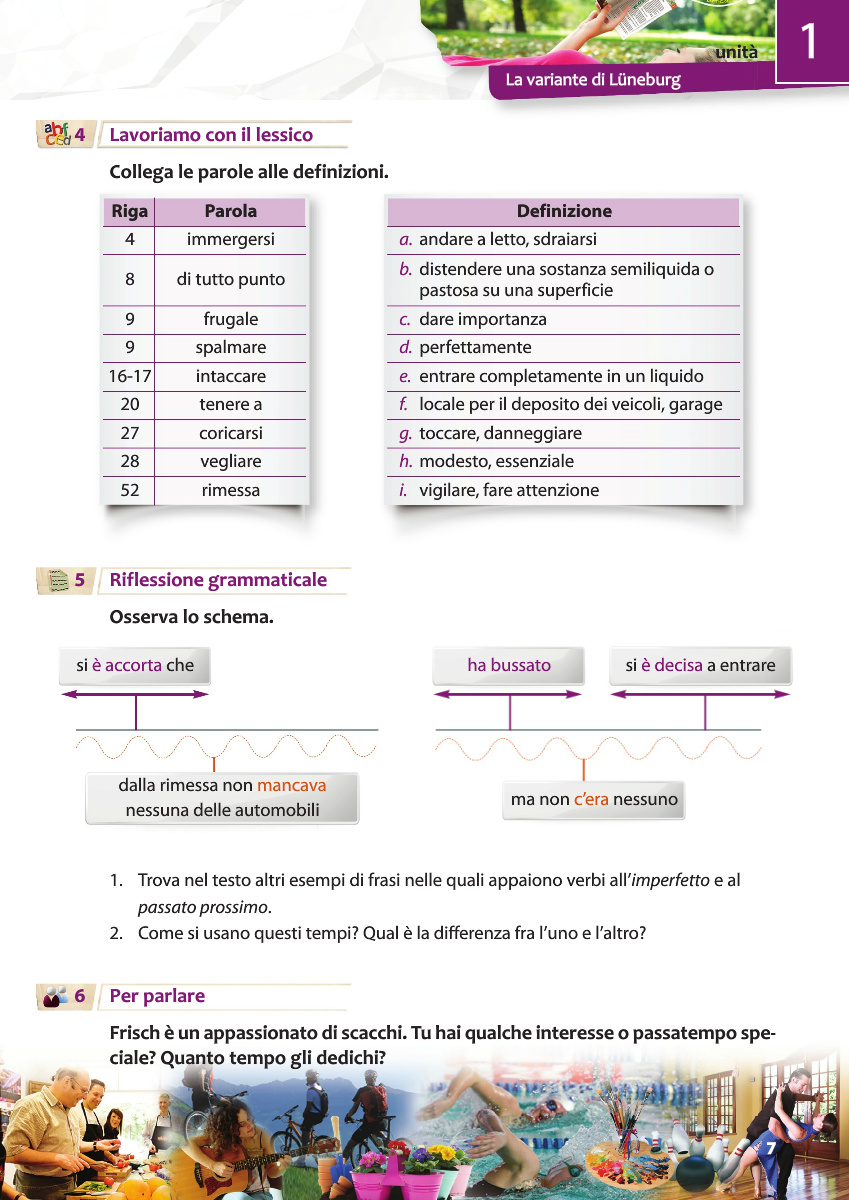 unità
1
La variante di Lüneburg
4 Lavoriamo con il lessico
Collega le parole alle definizioni.
Riga Parola
4 immergersi
8 di tutto punto
9 frugale
9 spalmare
16-17 intaccare
20 tenere a
27 coricarsi
28 vegliare
52 rimessa
Definizione
a. andare a letto, sdraiarsi
b. distendere una sostanza semiliquida o
pastosa su una superficie
c. dare importanza
d. perfettamente
e. entrare completamente in un liquido
f. locale per il deposito dei veicoli, garage
g. toccare, danneggiare
h. modesto, essenziale
i. vigilare, fare attenzione
5 Riflessione grammaticale
Osserva lo schema.
si è accorta che
dalla rimessa non mancava
nessuna delle automobili
ha bussato
si è decisa a entrare
ma non c'era nessuno
1. Trova nel testo altri esempi di frasi nelle quali appaiono verbi all'imperfetto e al
passato prossimo.
2. Come si usano questi tempi? Qual è la differenza fra l'uno e l'altro?
6 Per parlare
Frisch è un appassionato di scacchi. Tu hai qualche interesse o passatempo spe-
ciale? Quanto tempo gli dedichi?
7